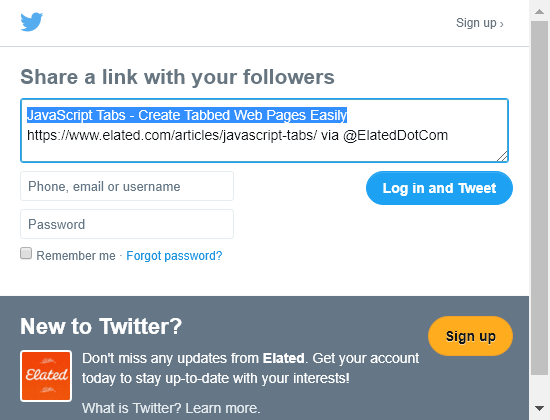 Sign up ›
Share a link with your followers
JavaScript Tabs - Create Tabbed Web Pages Easily
https://www.elated.com/articles/javascript-tabs/ via @ElatedDotCom
Phone, email or username
Log in and Tweet
Password
Remember me · Forgot password?
New to Twitter?
Sign up
Elated
Don't miss any updates from Elated. Get your account
today to stay up-to-date with your interests!
What is Twitter? Learn more.